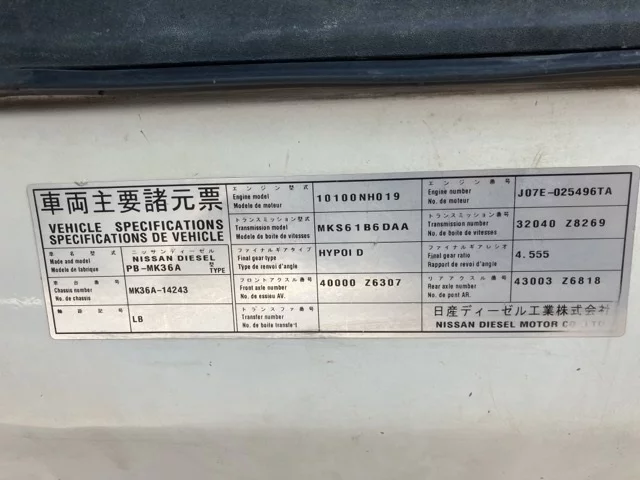 車両主要諸元票
VEHICLE SPECIFICATIONS
SPECIFICATIONS DE VEHICLE
車名型式
Make and model
Modele de fabrique
ニッサンディーゼル
NISSAN DIESEL
PB-MK36A
型式
TYPE
車台番号
Chassis number
No. de chassis
MK36A-14243
LB
エンジン型式
Engine model
Modele de moteur
10100NH019
トランスミッション型式
Transmission model
Modele de boite de vitesses
MKS61B6DAA
ファイナルギアタイプ
Final gear type
Type de renvoi d'angle
HYPOID
フロントアクスル番号
Front axle number
No. de essieu AV.
40000 Z6307
トランスファ番号
Transfer number
No. de boite transfe-t
エンジン番号
Engine number
No. de moteur
J07E-025496TA
トランスミッション番号
Transmission number
No. de boite de vitesses
32040 Z8269
ファイナルギアレシオ
Final gear ratio
Rapport de renvoi d'angle
4.555
リアアクスル番号
Rear axle number
No. de pont AR.
43003 Z6818
日産ディーゼル工業株式会社
NISSAN DIESEL MOTOR CO., LTD.